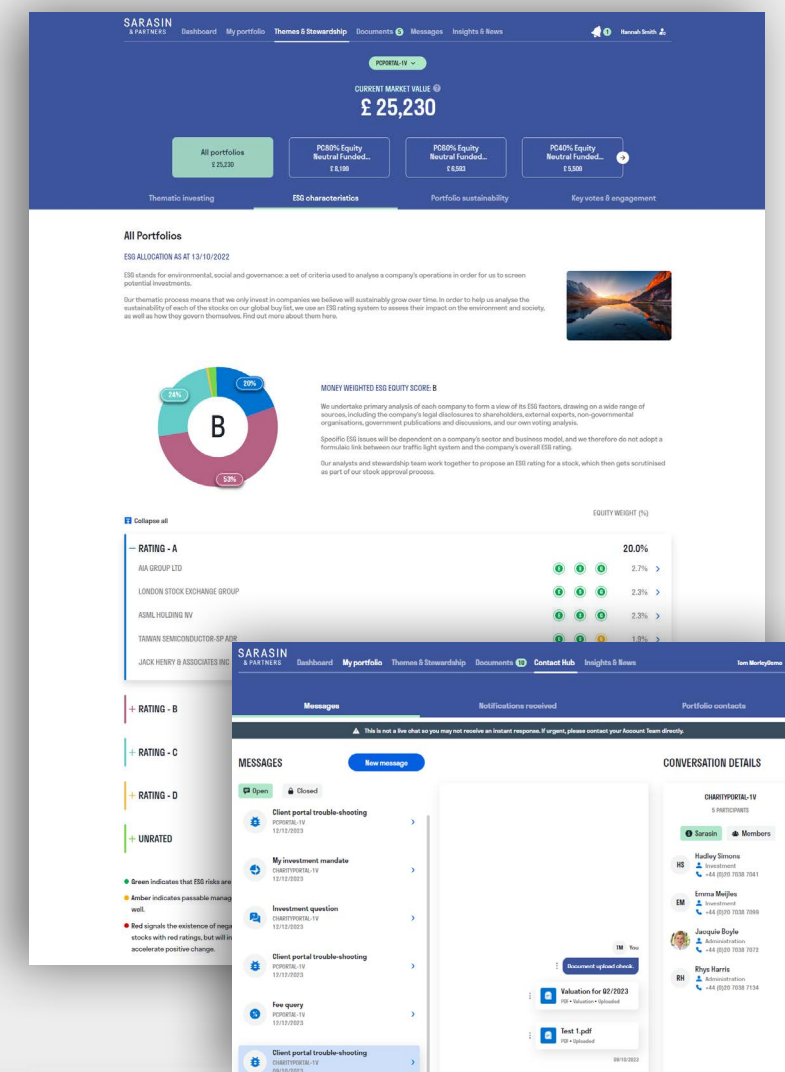 SARASIN
& PARTNERS
Dashboard My portfolio Themes & Stewardship Documents 5 Messages Insights & News
1 Hannah Smith
PCPORTAL-1V
CURRENT MARKET VALUE
£ 25,230
All portfolios
£ 25,230
PC80% Equity
Neutral Funded...
£ 8,199
PC60% Equity
Neutral Funded...
£ 6,593
PC40% Equity
Neutral Funded...
£ 5,509
Thematic investing ESG characteristics Portfolio sustainability Key votes & engagement
All Portfolios
ESG ALLOCATION AS AT 13/10/2022
ESG stands for environmental, social and governance: a set of criteria used to analyse a company's operations in order for us to screen
potential investments.
Our thematic process means that we only invest in companies we believe will sustainably grow over time. In order to help us analyse the
sustainability of each of the stocks on our global buy list, we use an ESG rating system to assess their impact on the environment and society,
as well as how they govern themselves. Find out more about them here.
20%
24%
B
53%
MONEY WEIGHTED ESG EQUITY SCORE: B
We undertake primary analysis of each company to form a view of its ESG factors, drawing on a wide range of
sources, including the company's legal disclosures to shareholders, external experts, non-governmental
organisations, government publications and discussions, and our own voting analysis.
Specific ESG issues will be dependent on a company's sector and business model, and we therefore do not adopt a
formulaic link between our traffic light system and the company's overall ESG rating.
Our analysts and stewardship team work together to propose an ESG rating for a stock, which then gets scrutinised
as part of our stock approval process.
Collapse all
EQUITY WEIGHT (%)
RATING - A 20.0%
AIA GROUP LTD E S G 2.7%
LONDON STOCK EXCHANGE GROUP E S G 2.3%
ASML HOLDING NV E S G 2.3%
TAIWAN SEMICONDUCTOR-SP ADR E S G 1.9%
JACK HENRY & ASSOCIATES INC
+ RATING - B
+ RATING - C
+ RATING - D
+ UNRATED
Green indicates that ESG risks are
Amber indicates passable manag
well.
Red signals the existence of nega
stocks with red ratings, but will in
accelerate positive change.
SARASIN
& PARTNERS
Dashboard My portfolio Themes & Stewardship Documents 18 Contact Hub Insights & News
Tom MorleyDemo
Messages Notifications received Portfolio contacts
This is not a live chat so you may not receive an instant response. If urgent, please contact your Account Team directly.
MESSAGES
New message
Open Closed
Client portal trouble-shooting
PCPORTAL-1V
12/12/2023
My investment mandate
CHARITYPORTAL-1V
12/12/2023
Investment question
CHARITYPORTAL-1V
12/12/2023
Client portal trouble-shooting
PCPORTAL-1V
12/12/2023
Fee query
PCPORTAL-1V
12/12/2023
Client portal trouble-shooting
CHARITYPORTAL-1V
09/10/2023
TM You
Document upload check.
Valuation for Q2/2023
PDF • Valuation • Uploaded
Test 1.pdf
PDF • Uploaded
09/10/2023
CONVERSATION DETAILS
CHARITYPORTAL-1V
5 PARTICIPANTS
Sarasin Members
HS
Hadley Simons
Investment
+44 (0)20 7038 7041
EM
Emma Meijles
Investment
+44 (0)20 7038 7096
Jacquie Boyle
Administration
+44 (0)20 7038 7072
RH
Rhys Harris
Administration
+44 (0)20 7038 7134